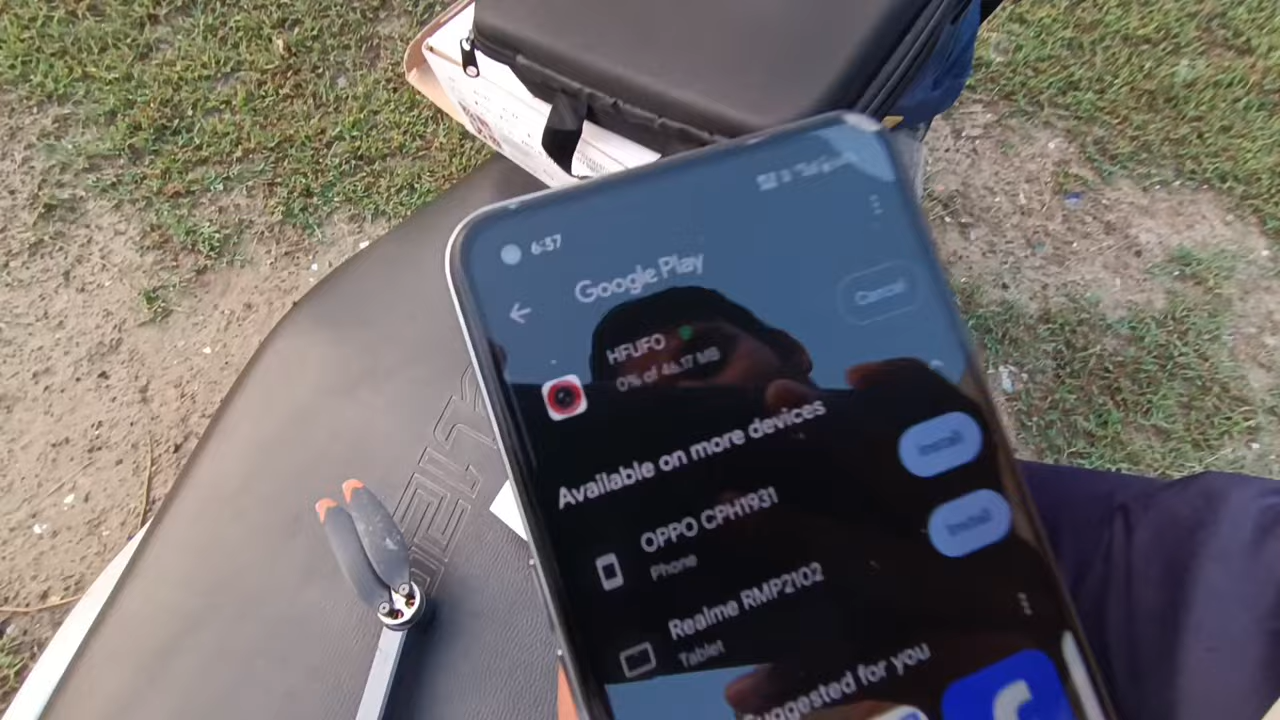 6:37
Google Play
Cancel
HFUFO
0% of 46.17 MB
Available on more devices
OPPO CPH1931
Phone
Install
Realme RMP2102
Tablet
Install
Suggested for you